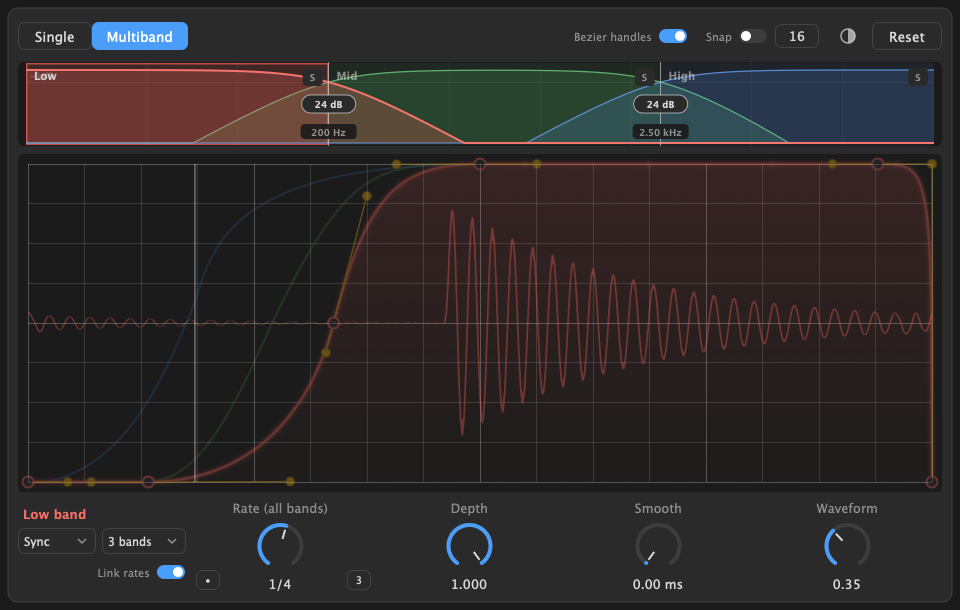 Single Multiband Bezier handles Snap 16 Reset
Low S Mid S High S
24 dB 24 dB
200 Hz 2.50 kHz
Low band Rate (all bands) Depth Smooth Waveform
Sync 3 bands
Link rates • 1/4 3 1.000 0.00 ms 0.35